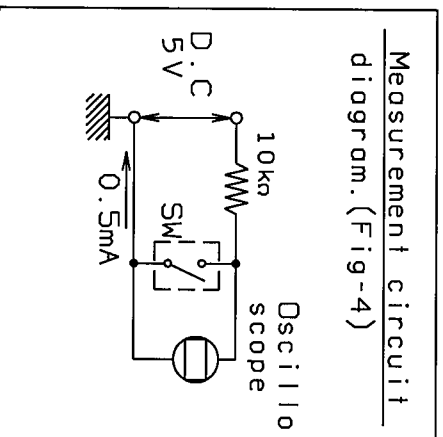 Measurement circuit
diagram.(Fig-4)
10kΩ
D.C
5V
SW
Oscillo
scope
0.5mA